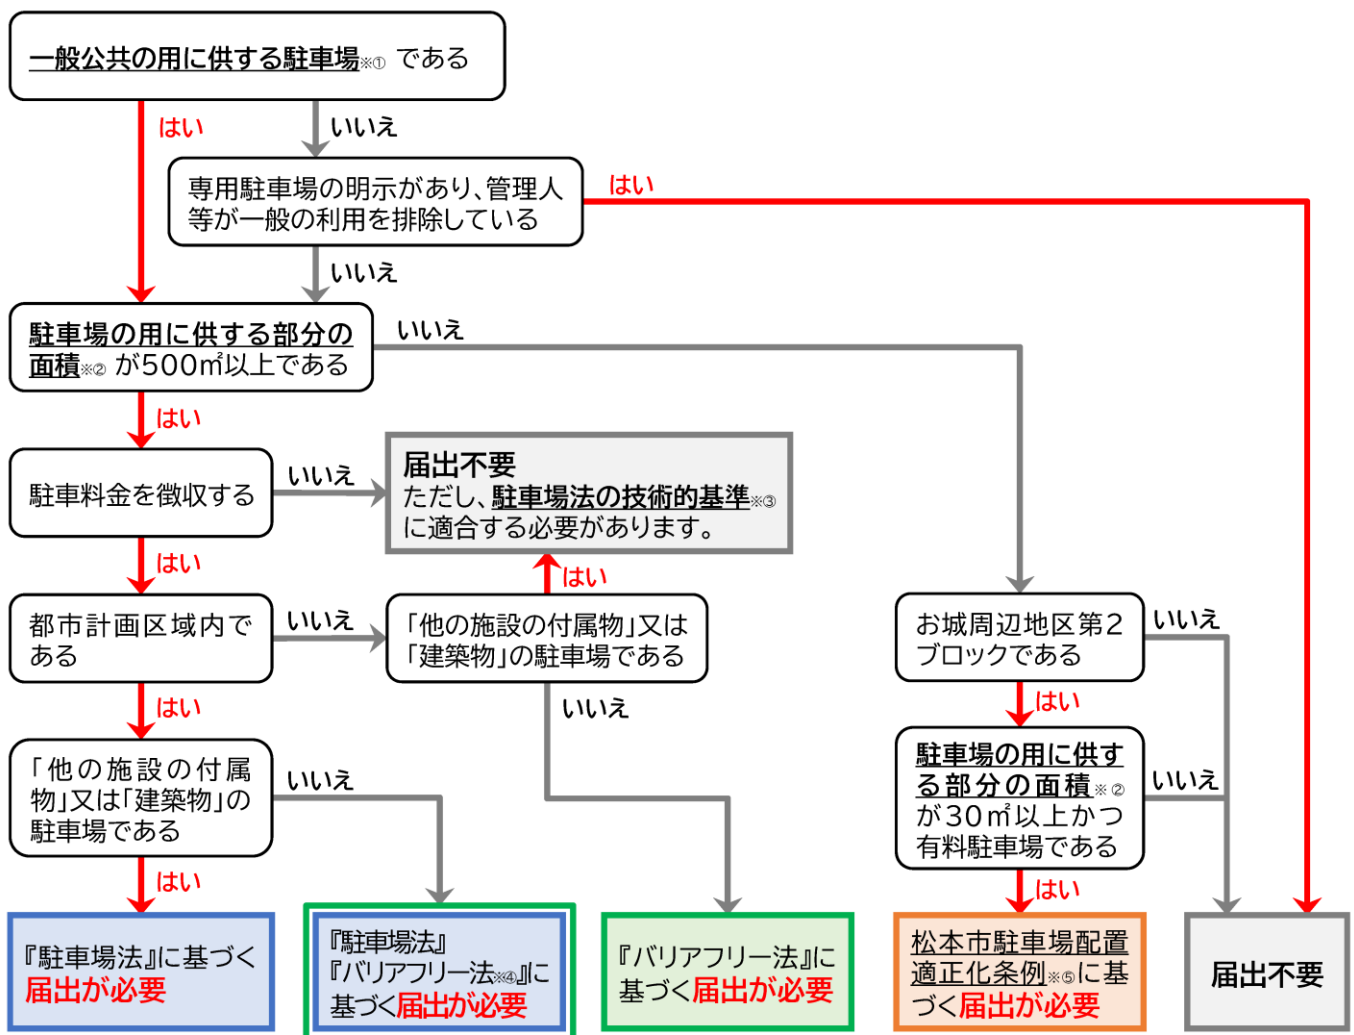 一般公共の用に供する駐車場※① である
はい
いいえ
専用駐車場の明示があり、管理人
等が一般の利用を排除している
はい
いいえ
駐車場の用に供する部分の
面積※② が500㎡以上である
いいえ
はい
駐車料金を徴収する
いいえ
届出不要
ただし、駐車場法の技術的基準※③
に適合する必要があります。
はい
はい
都市計画区域内で
ある
いいえ
「他の施設の付属物」又は
「建築物」の駐車場である
お城周辺地区第2
ブロックである
いいえ
はい
いいえ
はい
「他の施設の付属
物」又は「建築物」の
駐車場である
いいえ
駐車場の用に供す
る部分の面積※②
が30㎡以上かつ
有料駐車場である
いいえ
はい
はい
『駐車場法』に基づく
届出が必要
『駐車場法』
『バリアフリー法※④』に
基づく届出が必要
『バリアフリー法』に
基づく届出が必要
松本市駐車場配置
適正化条例※⑤に基
づく届出が必要
届出不要